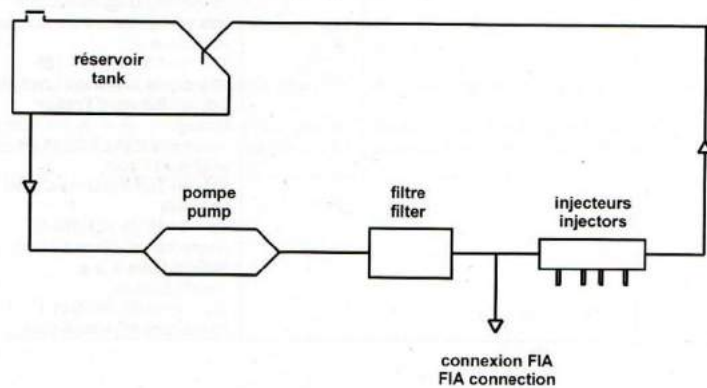 réservoir
tank
pompe
pump
filtre
filter
injecteurs
injectors
connexion FIA
FIA connection